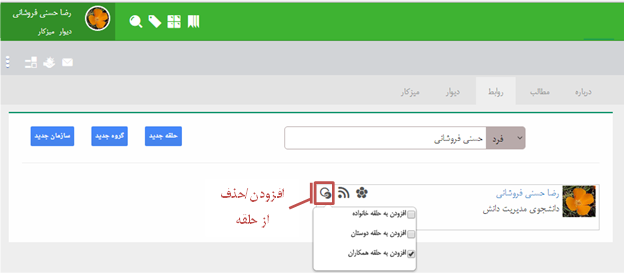 رضا حسنی فروشانی
دیوار میزکار
درباره
مطالب
روابط
دیوار
میزکار
فرد
حسنی فروشانی
حلقه جدید
گروه جدید
سازمان جدید
رضا حسنی فروشانی
دانشجوی مدیریت دانش
افزودن/حذف
از حلقه
افزودن به حلقه خانواده
افزودن به حلقه دوستان
افزودن به حلقه همکاران